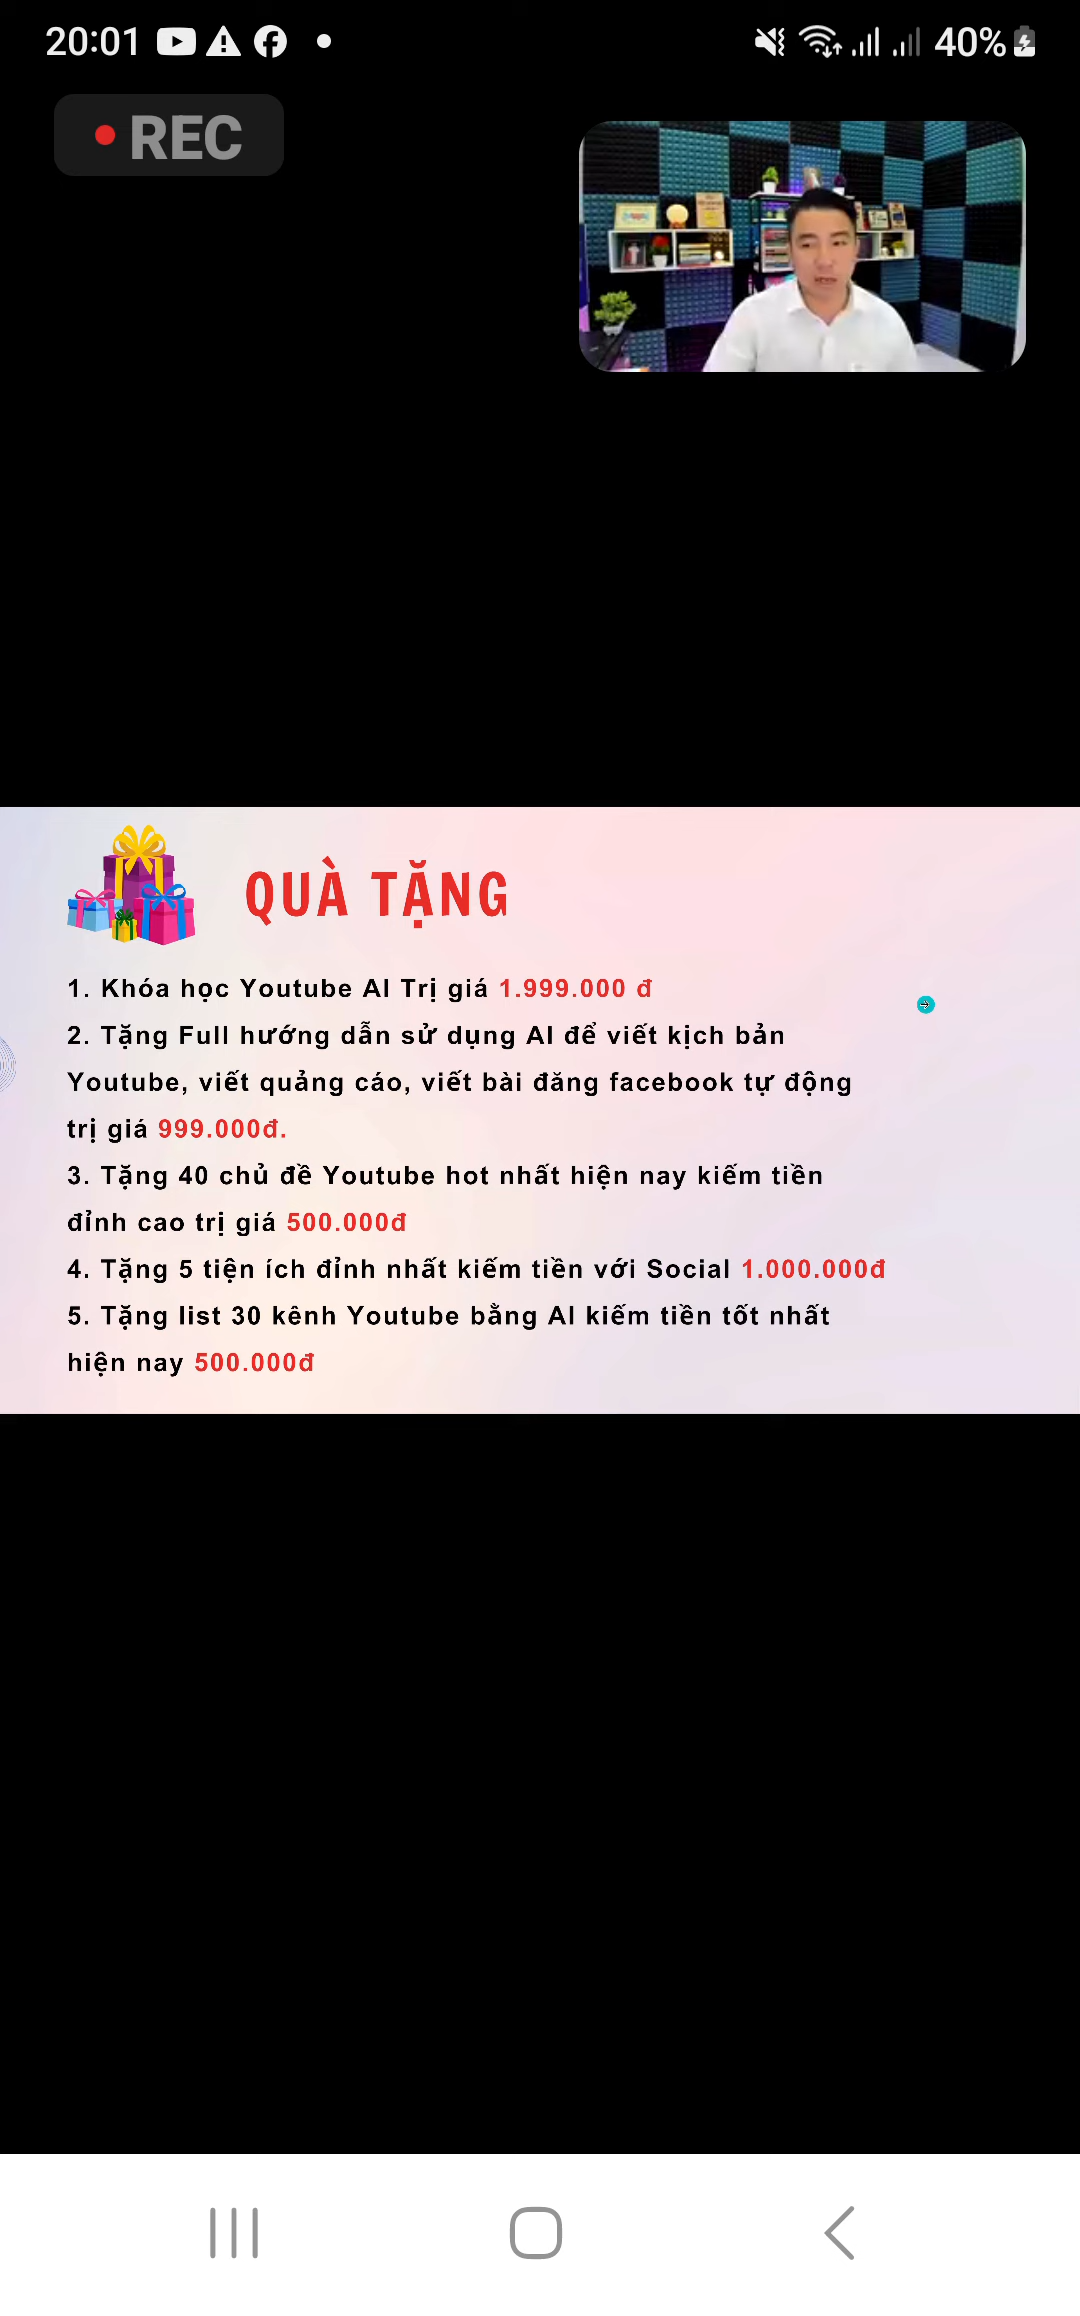 20:01
40%
REC
QUÀ TẶNG
1. Khóa học Youtube AI Trị giá 1.999.000 đ
2. Tặng Full hướng dẫn sử dụng AI để viết kịch bản
Youtube, viết quảng cáo, viết bài đăng facebook tự động
trị giá 999.000đ.
3. Tặng 40 chủ đề Youtube hot nhất hiện nay kiếm tiền
đỉnh cao trị giá 500.000đ
4. Tặng 5 tiện ích đỉnh nhất kiếm tiền với Social 1.000.000đ
5. Tặng list 30 kênh Youtube bằng AI kiếm tiền tốt nhất
hiện nay 500.000đ